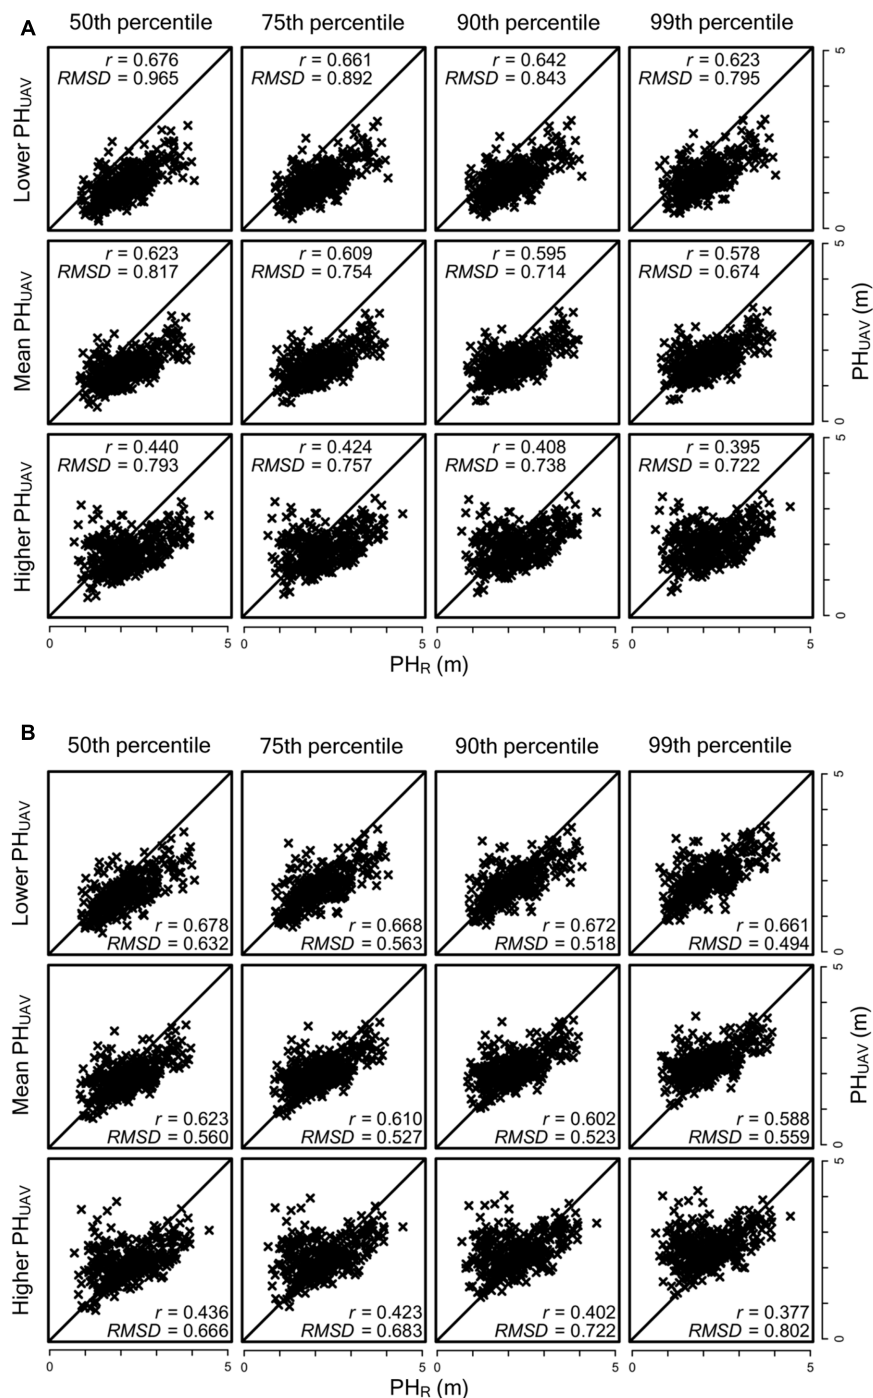 A
50th percentile 75th percentile 90th percentile 99th percentile
Lower PHUAV
r = 0.676
RMSD = 0.965
r = 0.661
RMSD = 0.892
r = 0.642
RMSD = 0.843
r = 0.623
RMSD = 0.795
5
0
Mean PHUAV
r = 0.623
RMSD = 0.817
r = 0.609
RMSD = 0.754
r = 0.595
RMSD = 0.714
r = 0.578
RMSD = 0.674
5
0
PHUAV (m)
Higher PHUAV
r = 0.440
RMSD = 0.793
r = 0.424
RMSD = 0.757
r = 0.408
RMSD = 0.738
r = 0.395
RMSD = 0.722
5
0
0 5 0 5 0 5 0 5
PHR (m)
B
50th percentile 75th percentile 90th percentile 99th percentile
Lower PHUAV
r = 0.678
RMSD = 0.632
r = 0.668
RMSD = 0.563
r = 0.672
RMSD = 0.518
r = 0.661
RMSD = 0.494
5
0
Mean PHUAV
r = 0.623
RMSD = 0.560
r = 0.610
RMSD = 0.527
r = 0.602
RMSD = 0.523
r = 0.588
RMSD = 0.559
5
0
PHUAV (m)
Higher PHUAV
r = 0.436
RMSD = 0.666
r = 0.423
RMSD = 0.683
r = 0.402
RMSD = 0.722
r = 0.377
RMSD = 0.802
5
0
0 5 0 5 0 5 0 5
PHR (m)